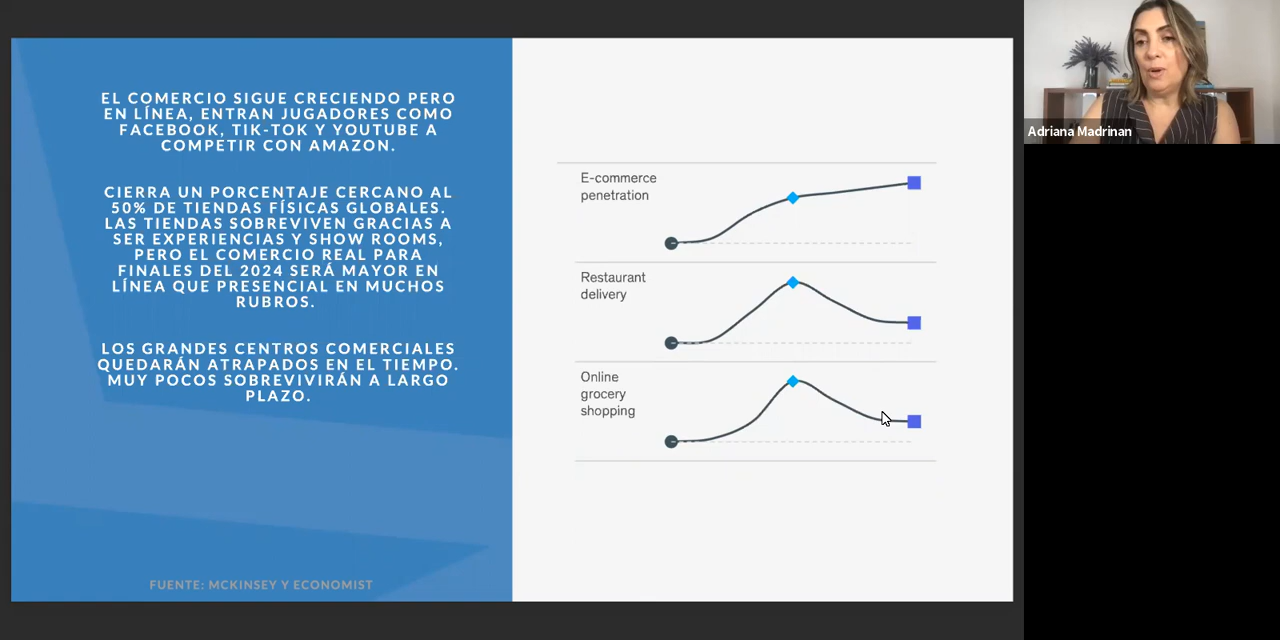 EL COMERCIO SIGUE CRECIENDO PERO
EN LÍNEA, ENTRAN JUGADORES COMO
FACEBOOK, TIK-TOK Y YOUTUBE A
COMPETIR CON AMAZON.
CIERRA UN PORCENTAJE CERCANO AL
50% DE TIENDAS FÍSICAS GLOBALES.
LAS TIENDAS SOBREVIVEN GRACIAS A
SER EXPERIENCIAS Y SHOW ROOMS,
PERO EL COMERCIO REAL PARA
FINALES DEL 2024 SERÁ MAYOR EN
LÍNEA QUE PRESENCIAL EN MUCHOS
RUBROS.
LOS GRANDES CENTROS COMERCIALES
QUEDARÁN ATRAPADOS EN EL TIEMPO.
MUY POCOS SOBREVIVIRÁN A LARGO
PLAZO.
FUENTE: MCKINSEY Y ECONOMIST
E-commerce
penetration
Restaurant
delivery
Online
grocery
shopping
Adriana Madrinan